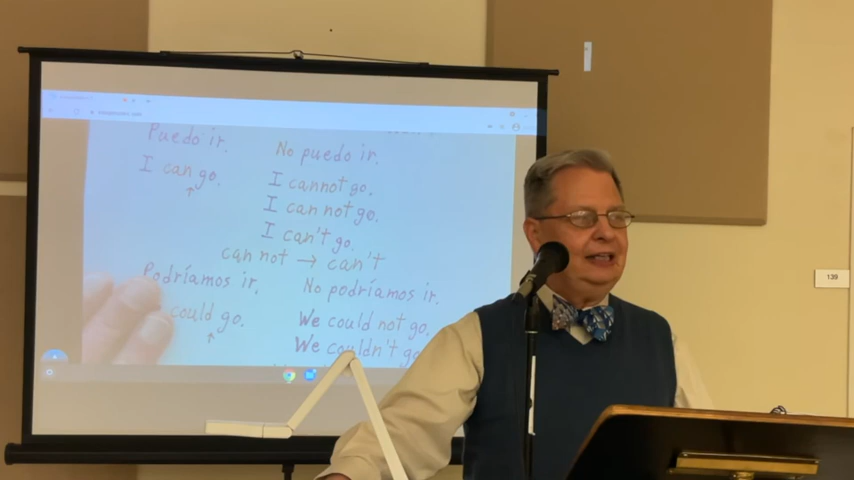 Puedo ir.
No puedo ir.
I can go.
↑
I cannot go.
I can not go.
I can't go.
can not → can't
Podríamos ir.
No podríamos ir.
could go.
↑
We could not go.
We couldn't go
139